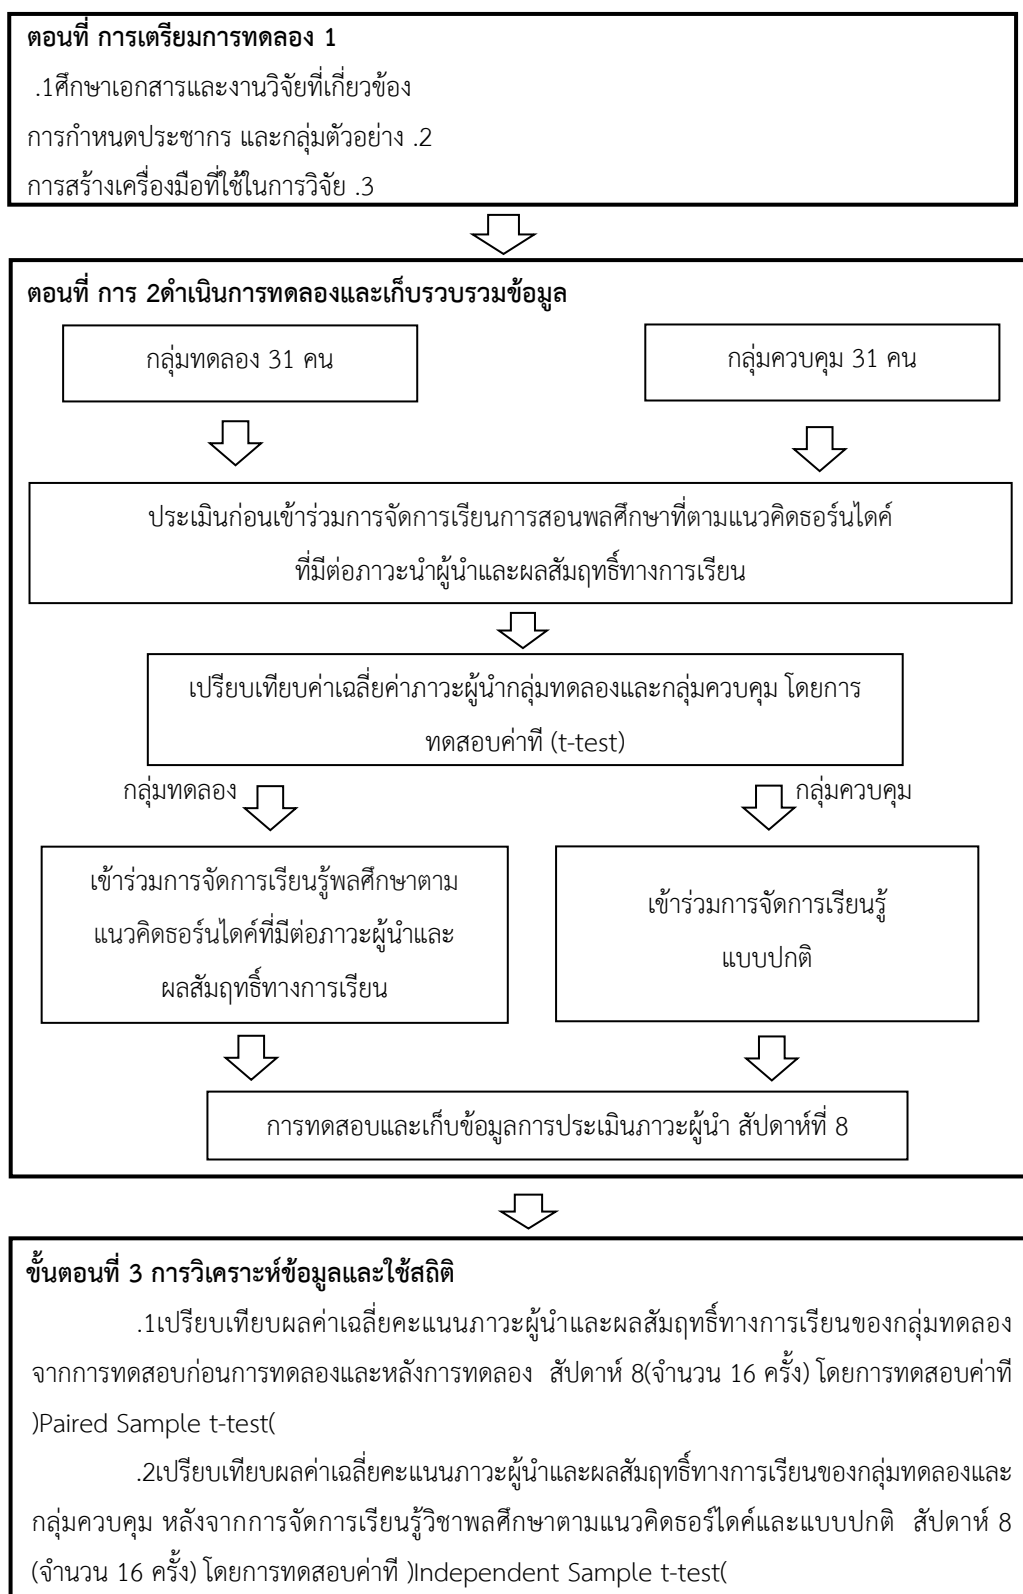 ตอนที่ การเตรียมการทดลอง 1
.1ศึกษาเอกสารและงานวิจัยที่เกี่ยวข้อง
การกำหนดประชากร และกลุ่มตัวอย่าง .2
การสร้างเครื่องมือที่ใช้ในการวิจัย .3
ตอนที่ การ 2ดำเนินการทดลองและเก็บรวบรวมข้อมูล
กลุ่มทดลอง 31 คน
กลุ่มควบคุม 31 คน
ประเมินก่อนเข้าร่วมการจัดการเรียนการสอนพลศึกษาที่ตามแนวคิดธอร์นไดค์
ที่มีต่อภาวะนำผู้นำและผลสัมฤทธิ์ทางการเรียน
เปรียบเทียบค่าเฉลี่ยค่าภาวะผู้นำกลุ่มทดลองและกลุ่มควบคุม โดยการ
ทดสอบค่าที (t-test)
กลุ่มทดลอง
กลุ่มควบคุม
เข้าร่วมการจัดการเรียนรู้พลศึกษาตาม
แนวคิดธอร์นไดค์ที่มีต่อภาวะผู้นำและ
ผลสัมฤทธิ์ทางการเรียน
เข้าร่วมการจัดการเรียนรู้
แบบปกติ
การทดสอบและเก็บข้อมูลการประเมินภาวะผู้นำ สัปดาห์ที่ 8
ขั้นตอนที่ 3 การวิเคราะห์ข้อมูลและใช้สถิติ
.1เปรียบเทียบผลค่าเฉลี่ยคะแนนภาวะผู้นำและผลสัมฤทธิ์ทางการเรียนของกลุ่มทดลอง
จากการทดสอบก่อนการทดลองและหลังการทดลอง สัปดาห์ 8(จำนวน 16 ครั้ง) โดยการทดสอบค่าที
)Paired Sample t-test(
.2เปรียบเทียบผลค่าเฉลี่ยคะแนนภาวะผู้นำและผลสัมฤทธิ์ทางการเรียนของกลุ่มทดลองและ
กลุ่มควบคุม หลังจากการจัดการเรียนรู้วิชาพลศึกษาตามแนวคิดธอร์ไดค์และแบบปกติ สัปดาห์ 8
(จำนวน 16 ครั้ง) โดยการทดสอบค่าที )Independent Sample t-test(